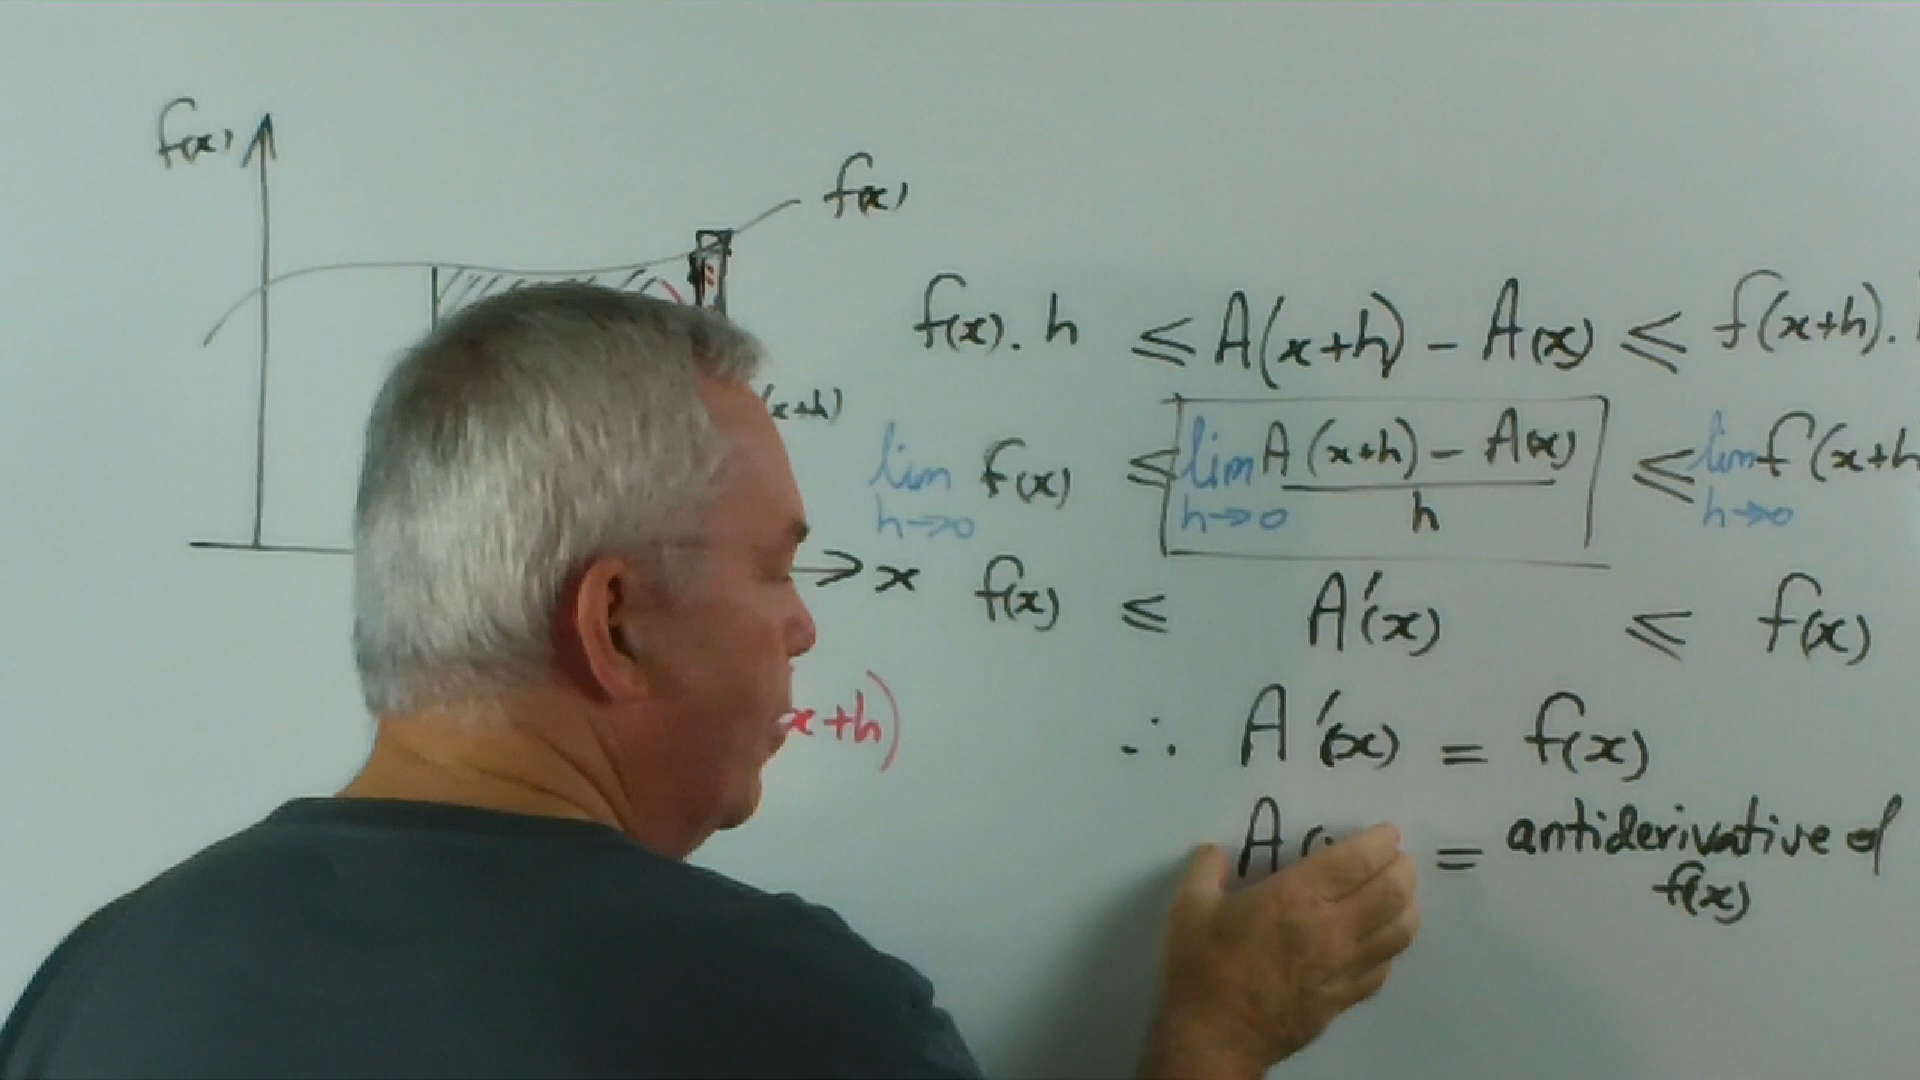 f(x)
f(x)
f(x) . h ≤ A(x+h) - A(x) ≤ f(x+h) .
(x+h)
lim h→0 f(x) ≤ lim h→0 A(x+h) - A(x) / h ≤ lim h→0 f(x+h
x
f(x) ≤ A'(x) ≤ f(x)
x+h)
∴ A'(x) = f(x)
A( = antiderivative of
f(x)